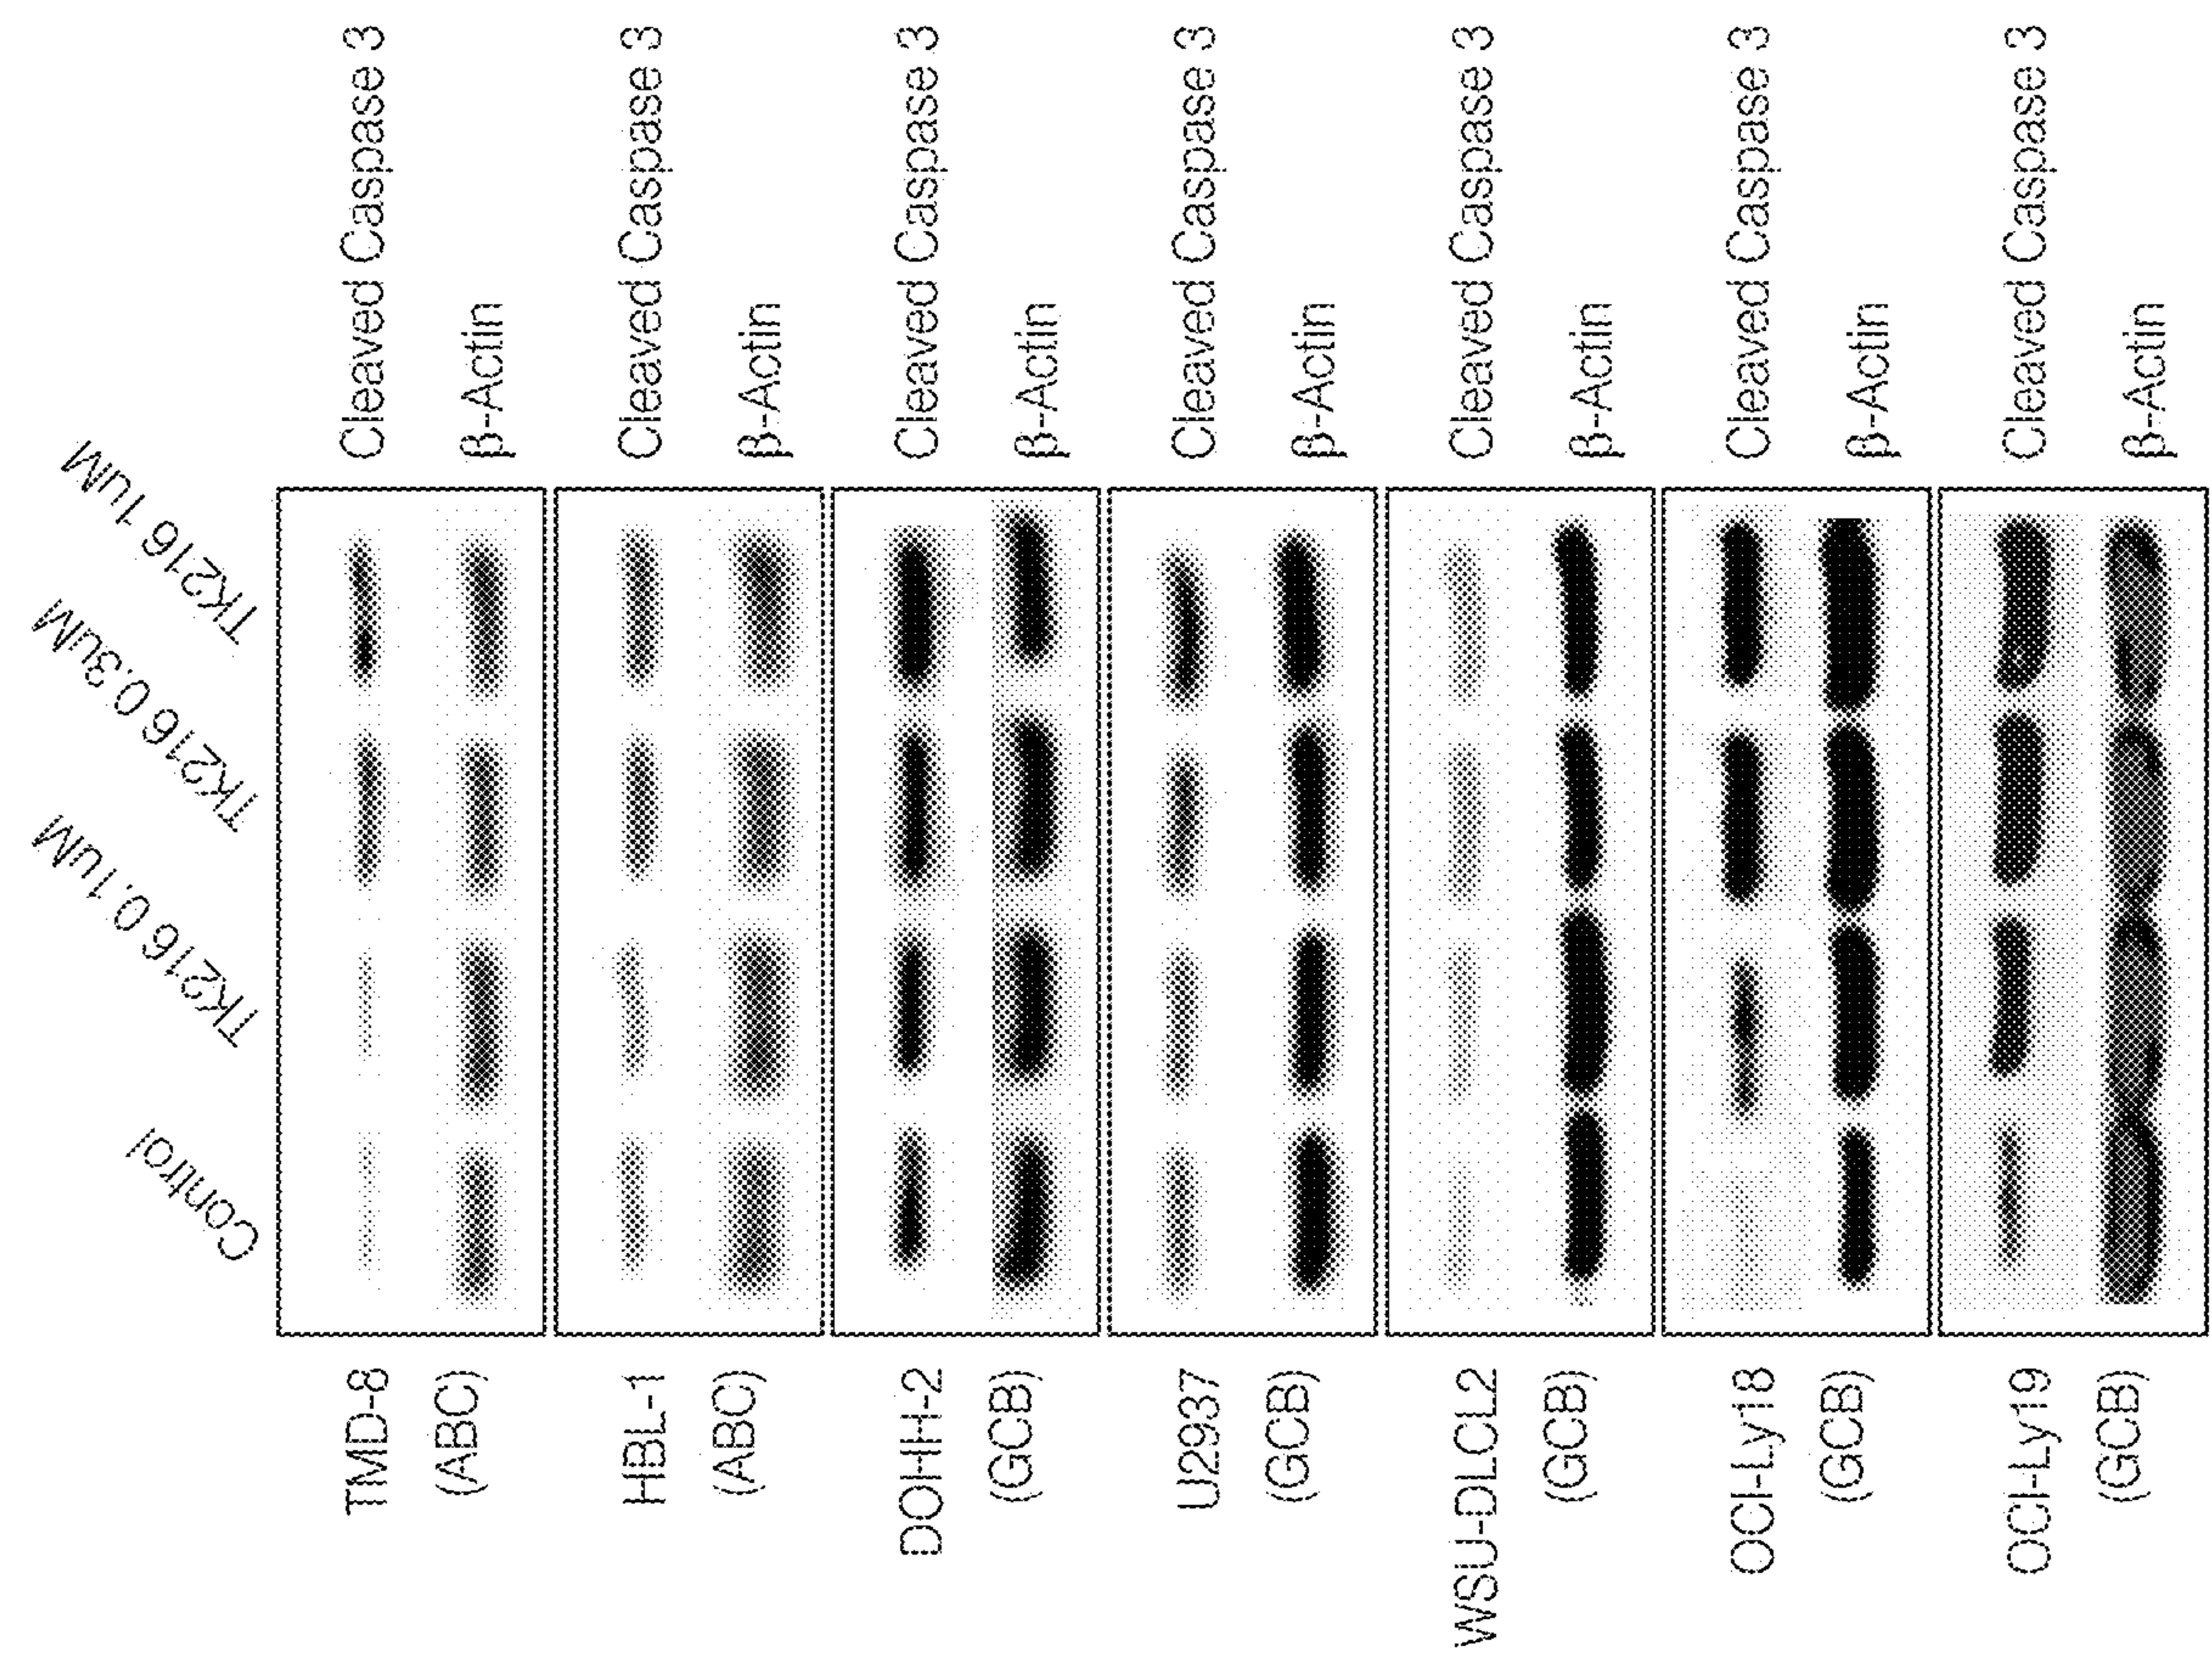 Control
TK216 0.1uM
TK216 0.3uM
TK216 1uM
TMD-8
Cleaved Caspase 3
(ABC)
β-Actin
HBL-1
Cleaved Caspase 3
(ABC)
β-Actin
DOHH-2
Cleaved Caspase 3
(GCB)
β-Actin
U2937
Cleaved Caspase 3
(GCB)
β-Actin
WSU-DLCL2
Cleaved Caspase 3
(GCB)
β-Actin
OCI-Ly18
Cleaved Caspase 3
(GCB)
β-Actin
OCI-Ly19
Cleaved Caspase 3
(GCB)
β-Actin